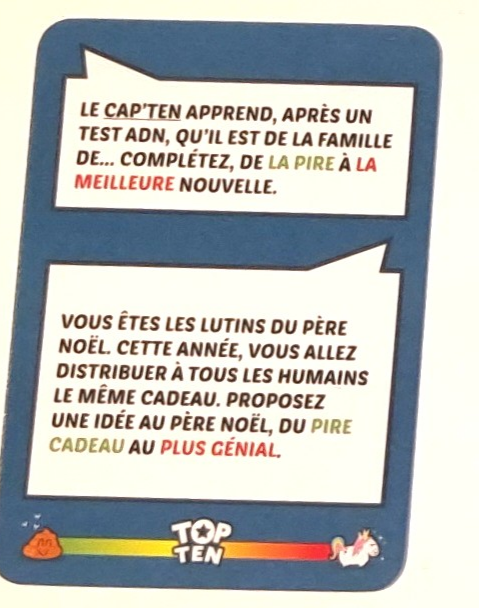 LE CAP'TEN APPREND, APRÈS UN
TEST ADN, QU'IL EST DE LA FAMILLE
DE... COMPLÉTEZ, DE LA PIRE À LA
MEILLEURE NOUVELLE.
VOUS ÊTES LES LUTINS DU PÈRE
NOËL. CETTE ANNÉE, VOUS ALLEZ
DISTRIBUER À TOUS LES HUMAINS
LE MÊME CADEAU. PROPOSEZ
UNE IDÉE AU PÈRE NOËL, DU PIRE
CADEAU AU PLUS GÉNIAL.
TOP
TEN